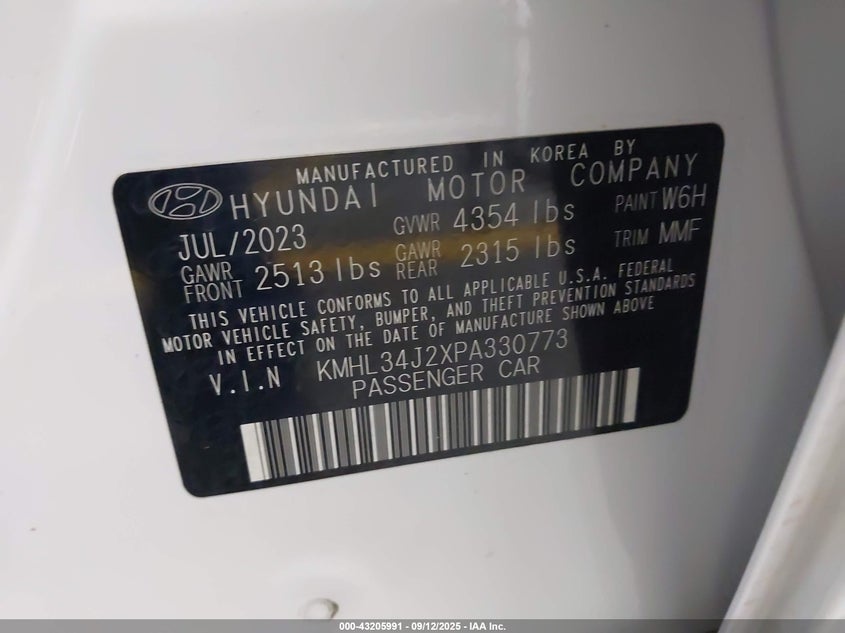 MANUFACTURED IN KOREA BY
HYUNDAI MOTOR COMPANY
JUL/2023 GVWR 4354 lbs PAINT W6H
GAWR FRONT 2513 lbs GAWR REAR 2315 lbs TRIM MMF
THIS VEHICLE CONFORMS TO ALL APPLICABLE U.S.A. FEDERAL
MOTOR VEHICLE SAFETY, BUMPER, AND THEFT PREVENTION STANDARDS
IN EFFECT ON THE DATE OF MANUFACTURE SHOWN ABOVE
V.I.N KMHL34J2XPA330773
PASSENGER CAR
000-43205991 - 09/12/2025 - IAA Inc.